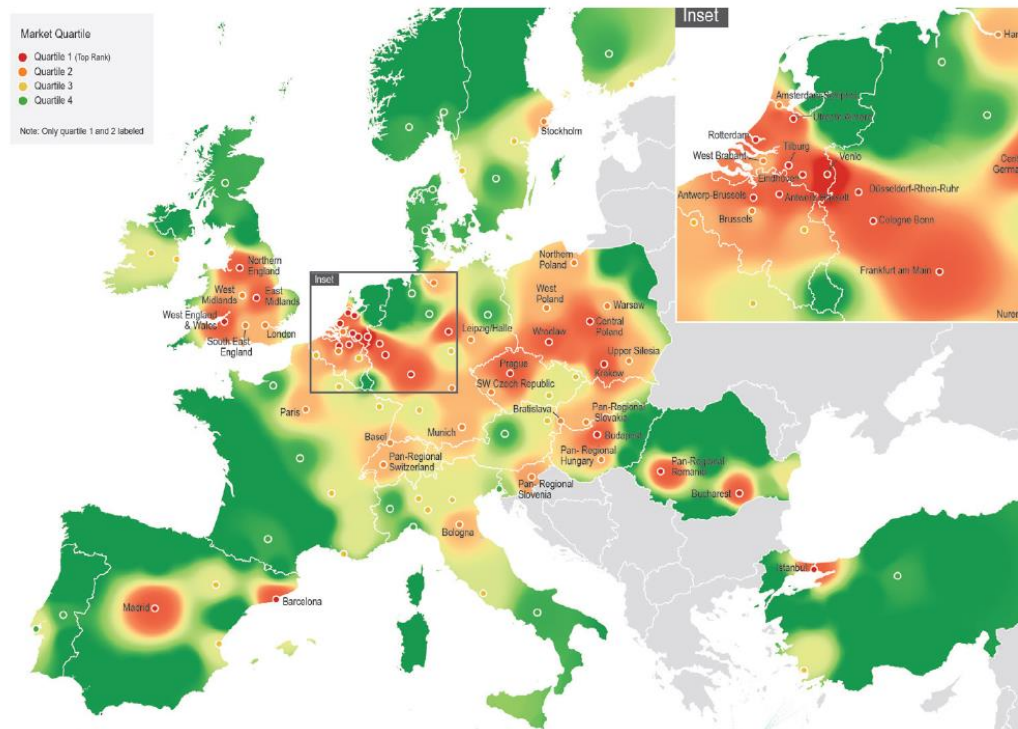 Market Quartile
Quartile 1 (Top Rank)
Quartile 2
Quartile 3
Quartile 4
Note: Only quartile 1 and 2 labeled
Inset
Stockholm
Northern
England
West
Midlands
East
Midlands
West England
& Wales
South East
England
London
Inset
Northern
Poland
West
Poland
Warsaw
Central
Poland
Wroclaw
Leipzig/Halle
Upper Silesia
Krakow
Prague
SW Czech Republic
Bratislava
Pan-Regional
Slovakia
Budapest
Pan- Regional
Hungary
Paris
Basel
Munich
Pan-Regional
Switzerland
Pan- Regional
Slovenia
Bologna
Pan-Regional
Romania
Bucharest
Istanbul
Madrid
Barcelona
Rotterdam
Tilburg
West Brabant
Venlo
Eindhoven
Antwerp-Brussels
Düsseldorf-Rhein-Ruhr
Brussels
Cologne Bonn
Frankfurt am Main